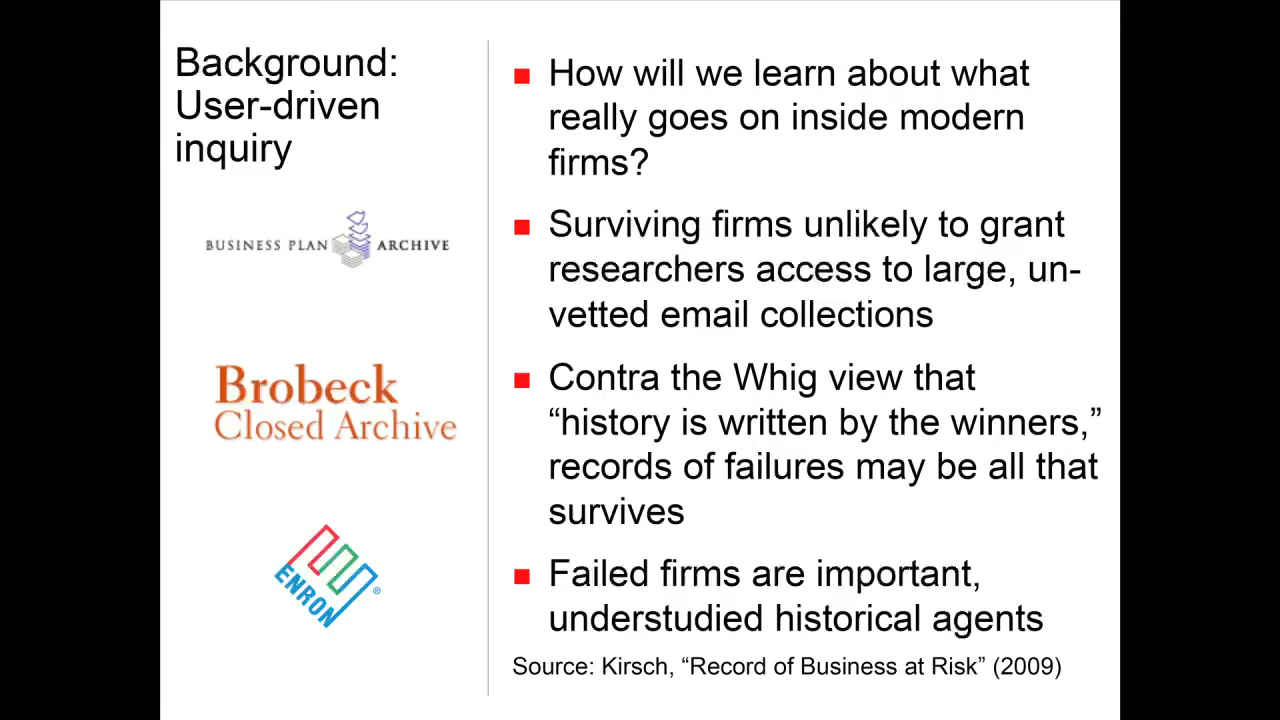 Background:
User-driven
inquiry
BUSINESS PLAN ARCHIVE
Brobeck
Closed Archive
ENRON
®
■ How will we learn about what
really goes on inside modern
firms?
■ Surviving firms unlikely to grant
researchers access to large, un-
vetted email collections
■ Contra the Whig view that
“history is written by the winners,”
records of failures may be all that
survives
■ Failed firms are important,
understudied historical agents
Source: Kirsch, “Record of Business at Risk” (2009)